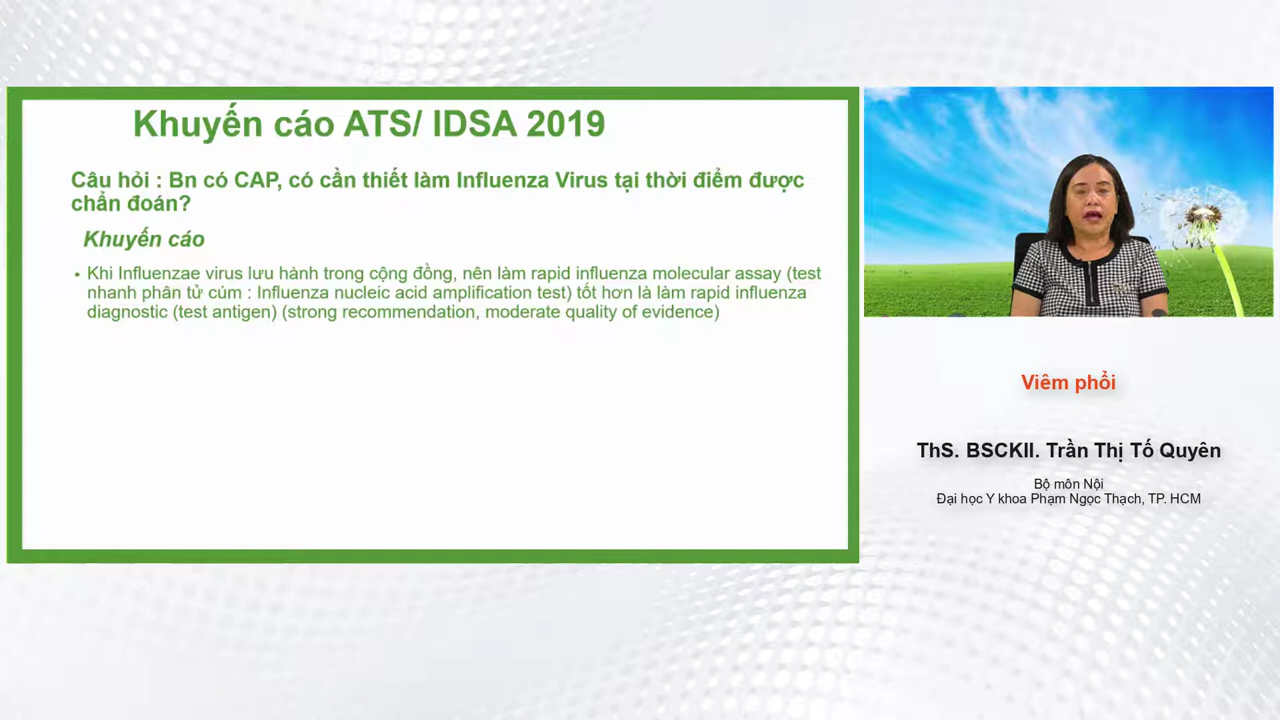 Khuyến cáo ATS/ IDSA 2019
Câu hỏi : Bn có CAP, có cần thiết làm Influenza Virus tại thời điểm được
chẩn đoán?
Khuyến cáo
• Khi Influenzae virus lưu hành trong cộng đồng, nên làm rapid influenza molecular assay (test
nhanh phân tử cúm : Influenza nucleic acid amplification test) tốt hơn là làm rapid influenza
diagnostic (test antigen) (strong recommendation, moderate quality of evidence)
Viêm phổi
ThS. BSCKII. Trần Thị Tố Quyên
Bộ môn Nội
Đại học Y khoa Phạm Ngọc Thạch, TP. HCM